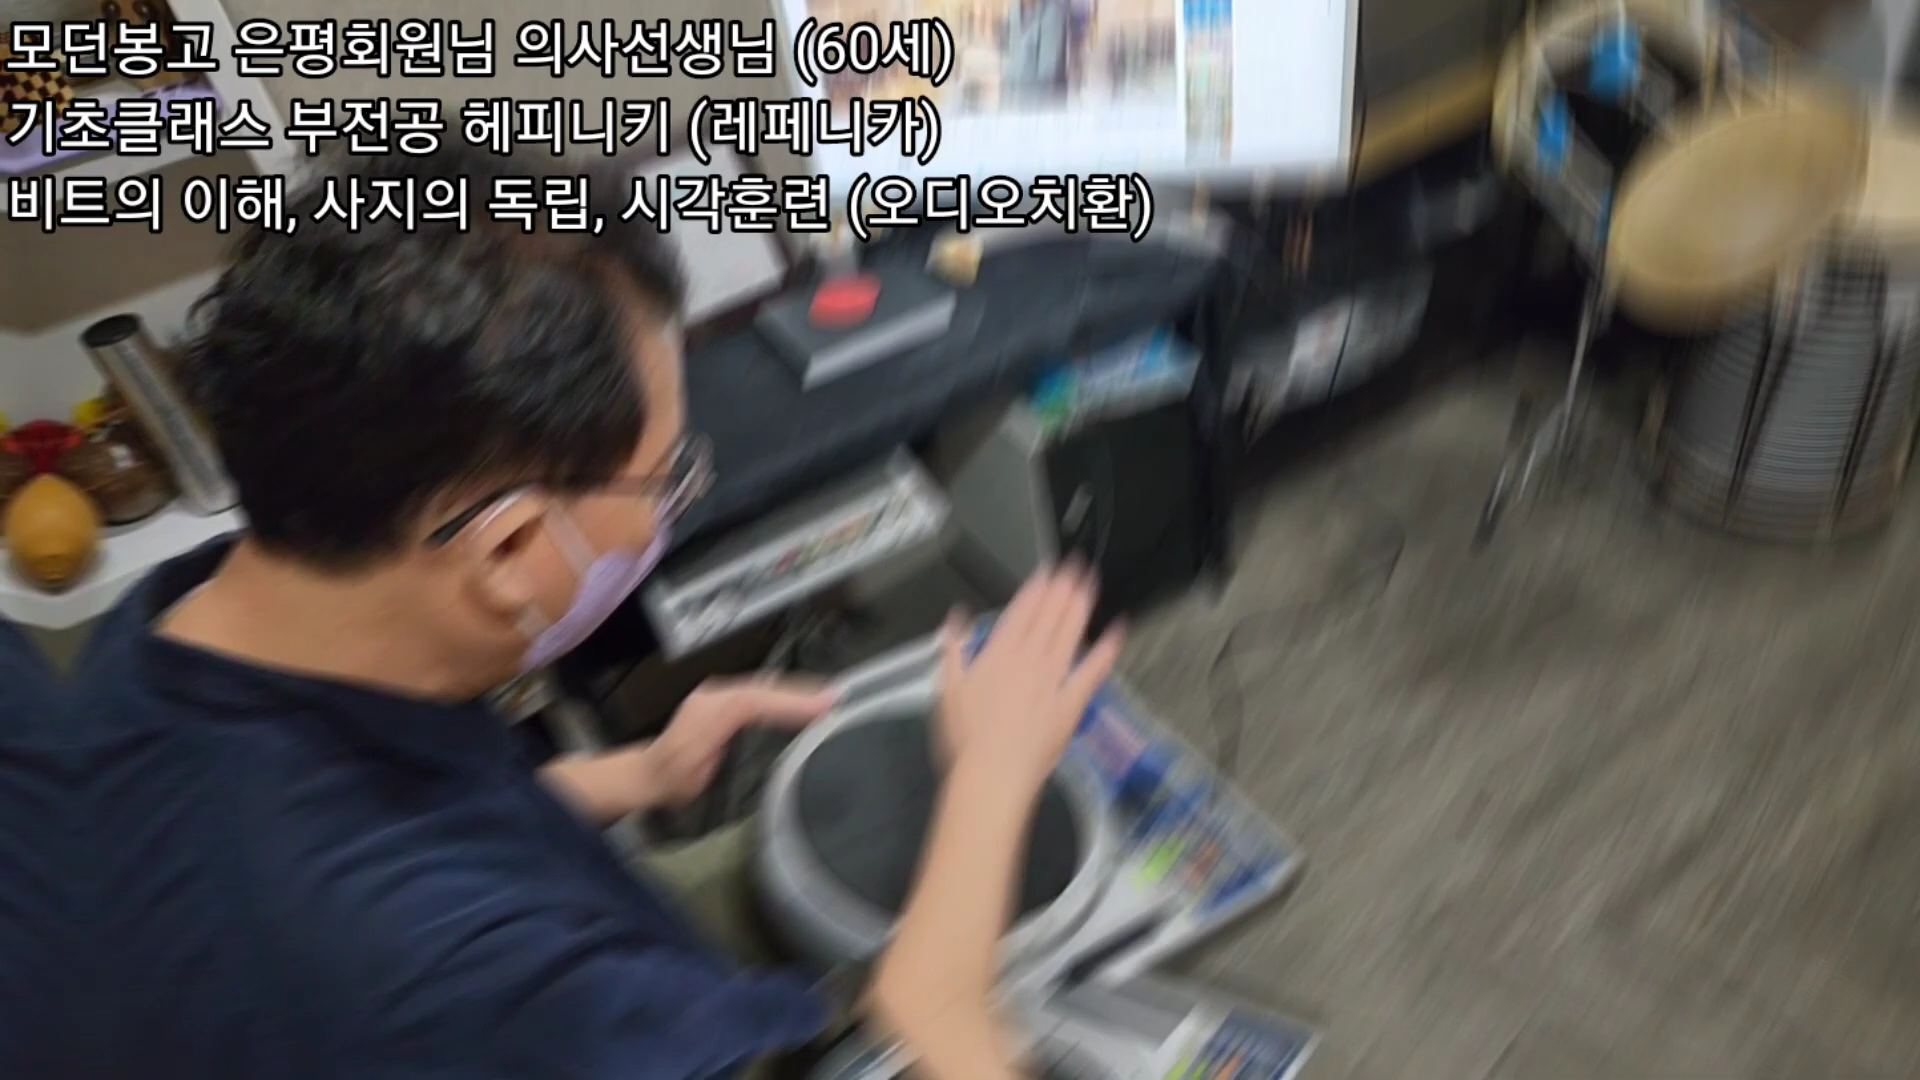 모던봉고 은평회원님 의사선생님 (60세)
기초클래스 부전공 헤피니키 (레페니카)
비트의 이해, 사지의 독립, 시각훈련 (오디오치환)